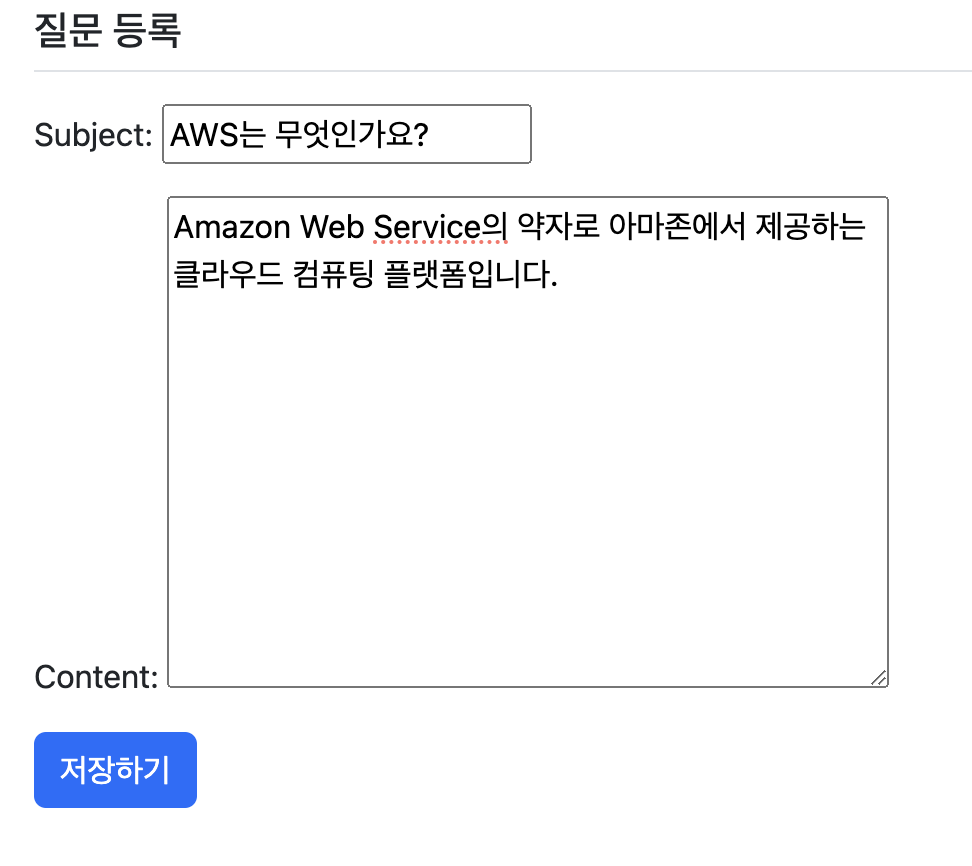 질문 등록
Subject: AWS는 무엇인가요?
Amazon Web Service의 약자로 아마존에서 제공하는
클라우드 컴퓨팅 플랫폼입니다.
Content:
저장하기